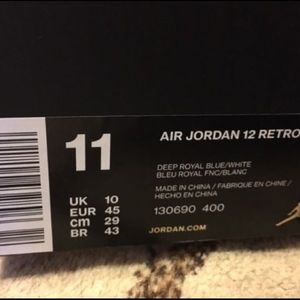 11
AIR JORDAN 12 RETRO
DEEP ROYAL BLUE/WHITE
BLEU ROYAL FNC/BLANC
MADE IN CHINA / FABRIQUE EN CHINE /
HECHO EN CHINA
UK 10
EUR 45
cm 29
BR 43
130690 400
JORDAN.COM